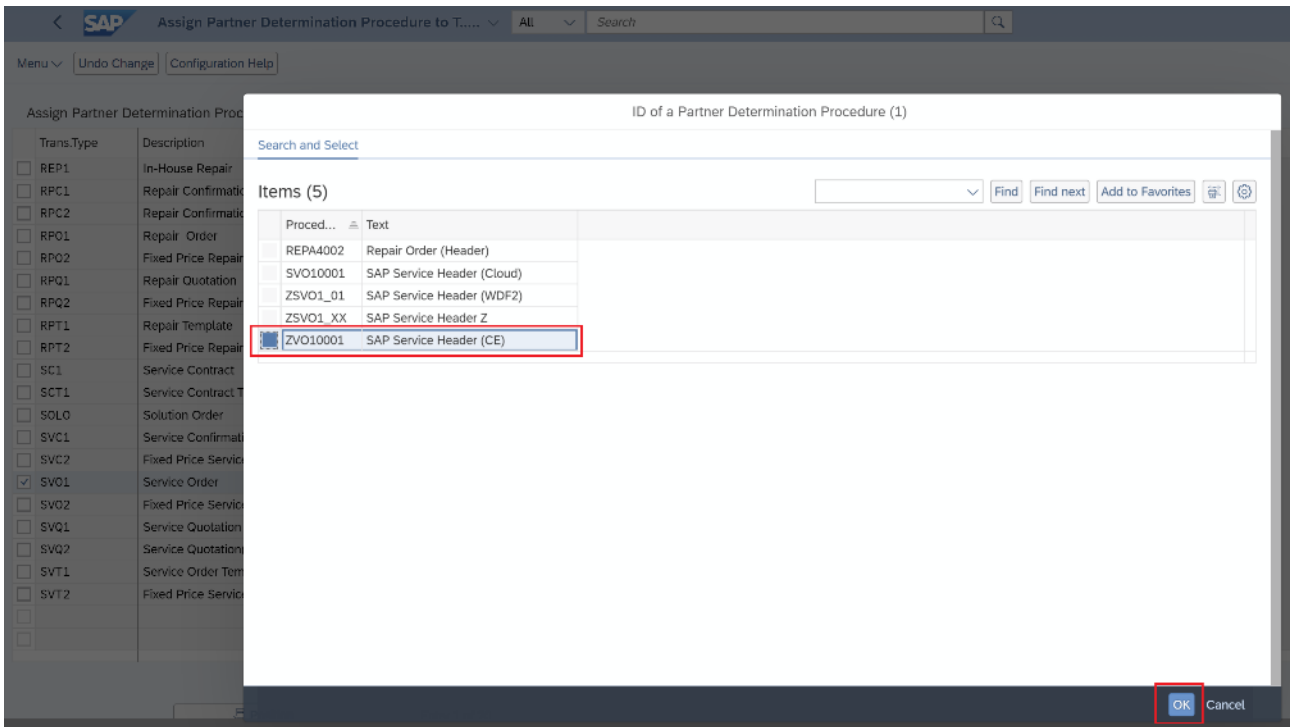 SAP Assign Partner Determination Procedure to T..... All Search
Menu Undo Change Configuration Help
Assign Partner Determination Proc
Trans.Type Description
REP1 In-House Repair
RPC1 Repair Confirmatic
RPC2 Repair Confirmatic
RPO1 Repair Order
RPO2 Fixed Price Repair
RPQ1 Repair Quotation
RPQ2 Fixed Price Repair
RPT1 Repair Template
RPT2 Fixed Price Repair
SC1 Service Contract
SCT1 Service Contract T
SOLO Solution Order
SVC1 Service Confirmati
SVC2 Fixed Price Servic
SVO1 Service Order
SVO2 Fixed Price Servic
SVQ1 Service Quotation
SVQ2 Service Quotation
SVT1 Service Order Tem
SVT2 Fixed Price Servic
ID of a Partner Determination Procedure (1)
Search and Select
Items (5) Find Find next Add to Favorites
Proced... Text
REPA4002 Repair Order (Header)
SVO10001 SAP Service Header (Cloud)
ZSVO1_01 SAP Service Header (WDF2)
ZSVO1_XX SAP Service Header Z
ZVO10001 SAP Service Header (CE)
OK Cancel